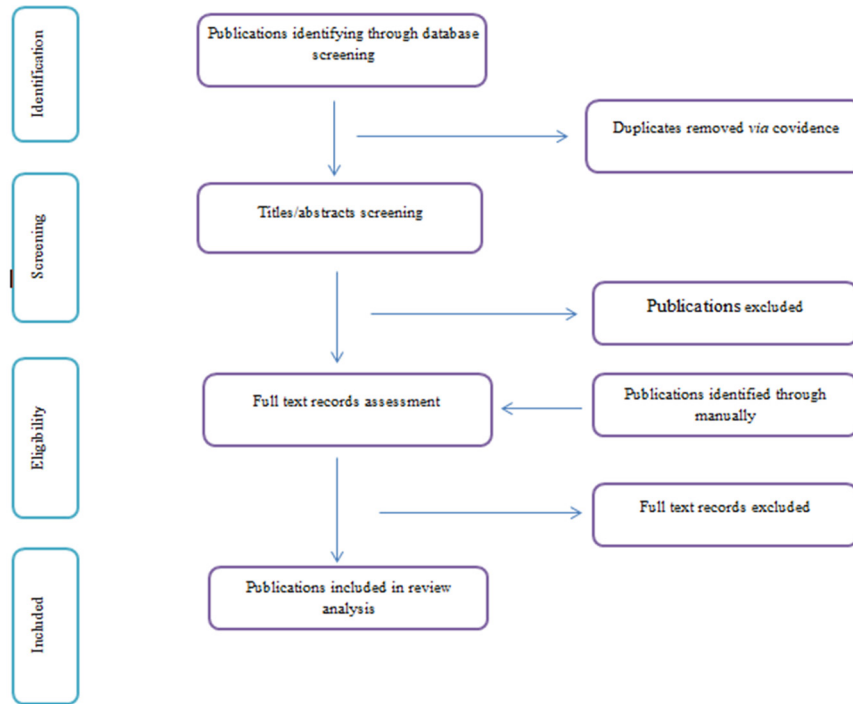 Identification
Publications identifying through database
screening
Duplicates removed via covidence
Screening
Titles/abstracts screening
Publications excluded
Eligibility
Full text records assessment
Publications identified through
manually
Full text records excluded
Included
Publications included in review
analysis